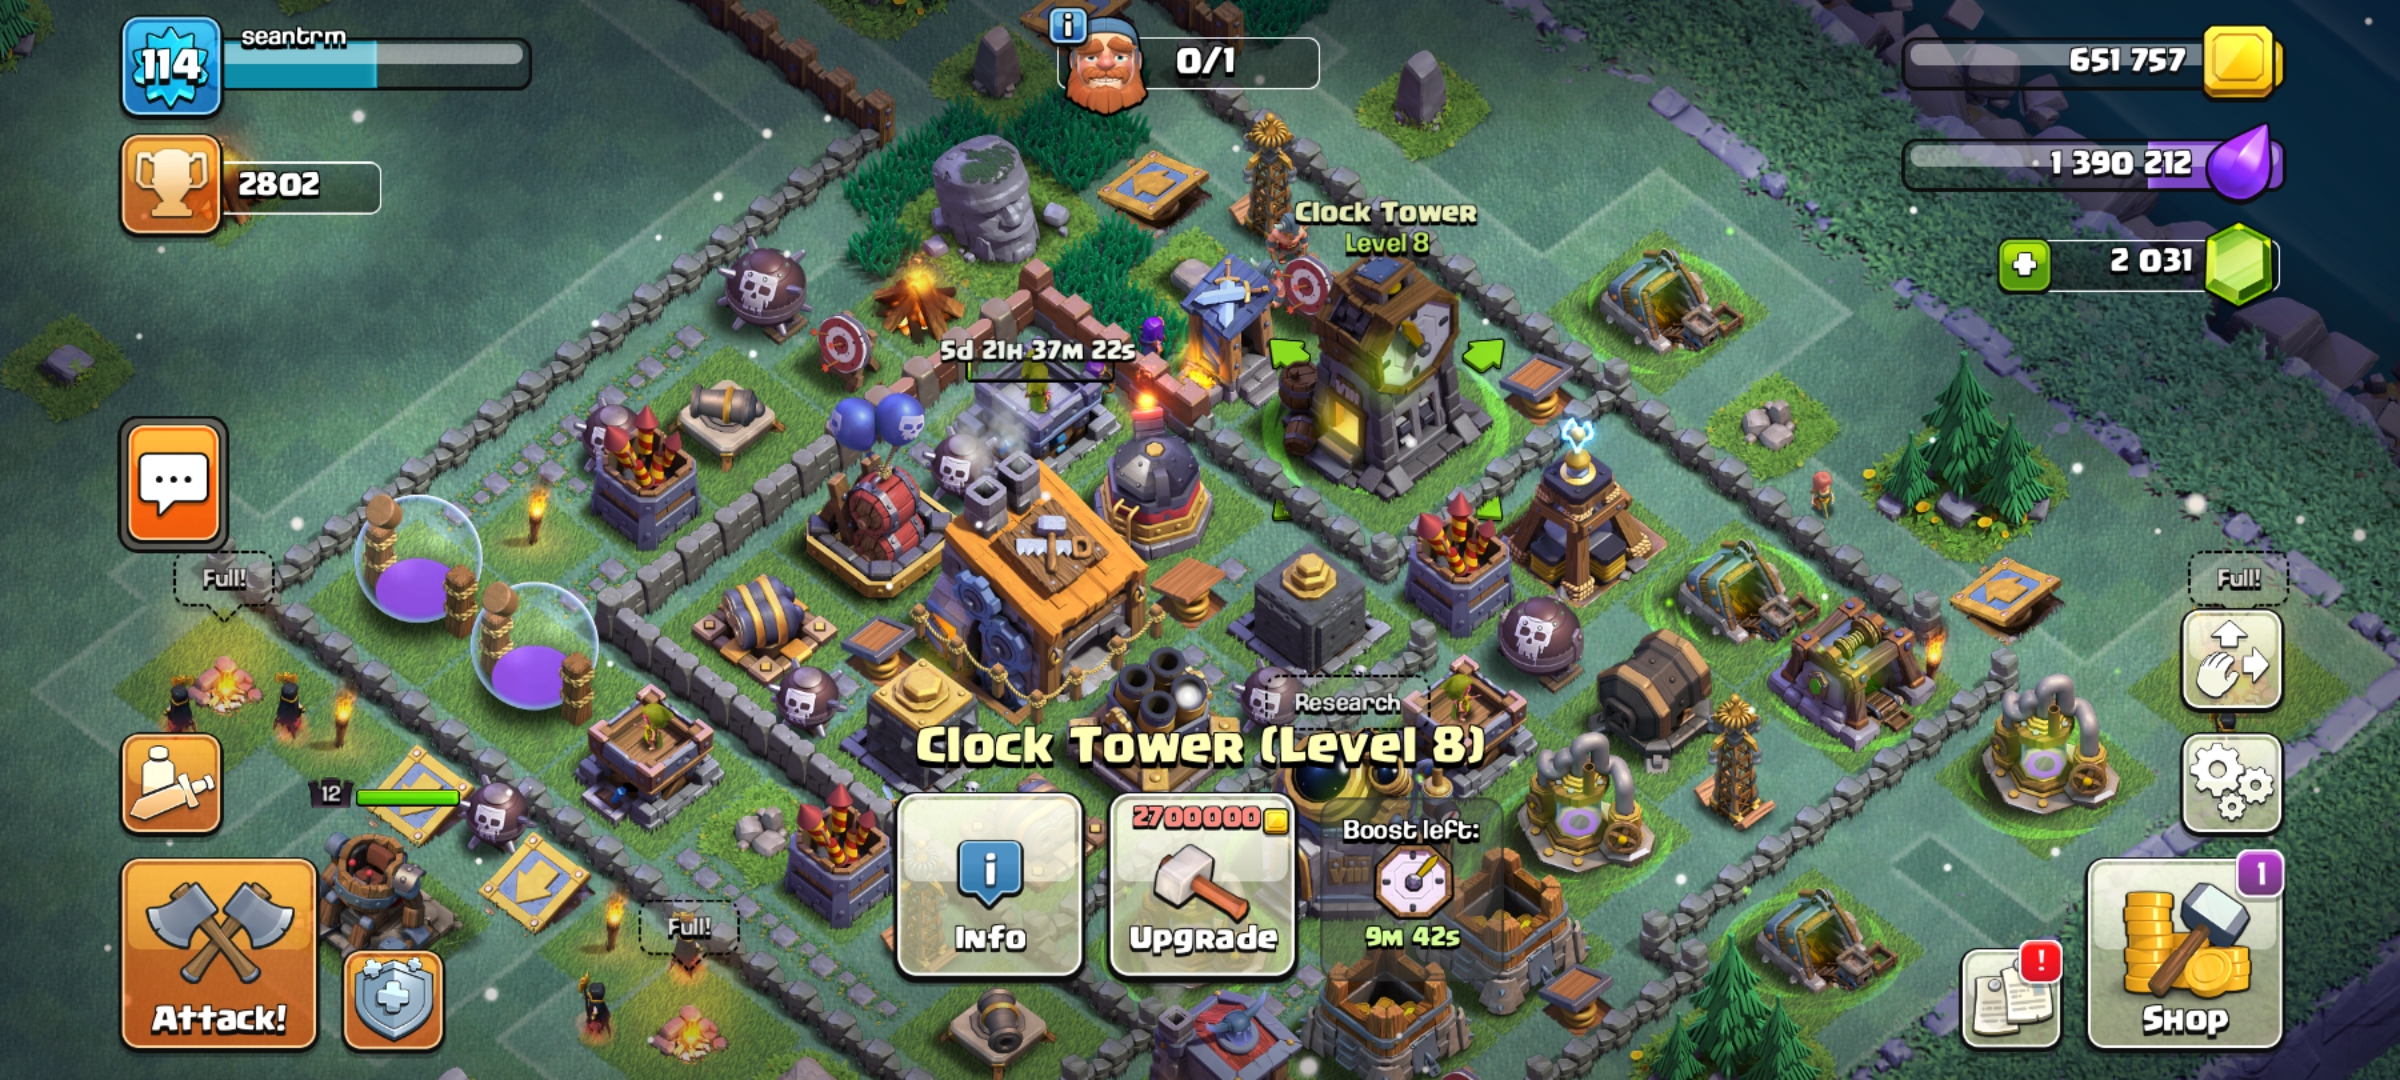 114
seantrm
0/1
651 757
2802
1 390 212
Clock Tower
Level 8
2 031
5d 21H 37M 22s
Full!
Full!
Research
Clock Tower (Level 8)
12
2700000
Boost left:
Info
Upgrade
9M 42s
Full!
1
!
Attack!
Shop